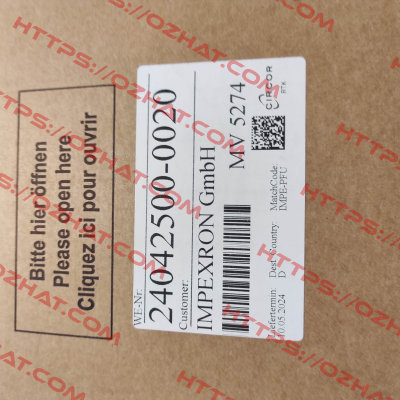 Bitte hier öffnen
Please open here
Cliquez ici pour ouvrir
WE-Nr.
24042500-0020
Customer:
IMPEXRON GmbH
MV 5274
Liefertermin:
10.05.2024
Dest. Country:
D
MatchCode:
IMPE-PFU
CIRCOR
HTTPS://OZHAT.COM/